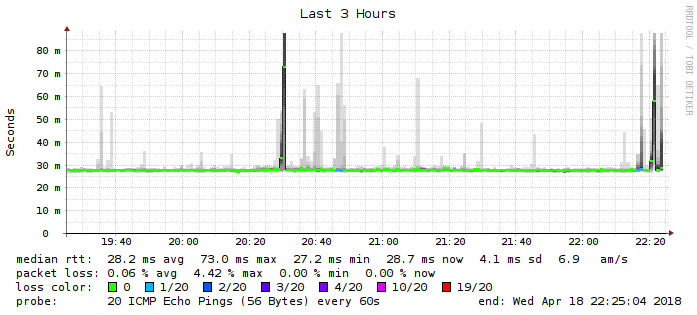 Last 3 Hours
RRDTOOL / TOBI OETIKER
Seconds
80 m
70 m
60 m
50 m
40 m
30 m
20 m
10 m
0
19:40 20:00 20:20 20:40 21:00 21:20 21:40 22:00 22:20
median rtt: 28.2 ms avg 73.0 ms max 27.2 ms min 28.7 ms now 4.1 ms sd 6.9 am/s
packet loss: 0.06 % avg 4.42 % max 0.00 % min 0.00 % now
loss color: 0 1/20 2/20 3/20 4/20 10/20 19/20
probe: 20 ICMP Echo Pings (56 Bytes) every 60s end: Wed Apr 18 22:25:04 2018